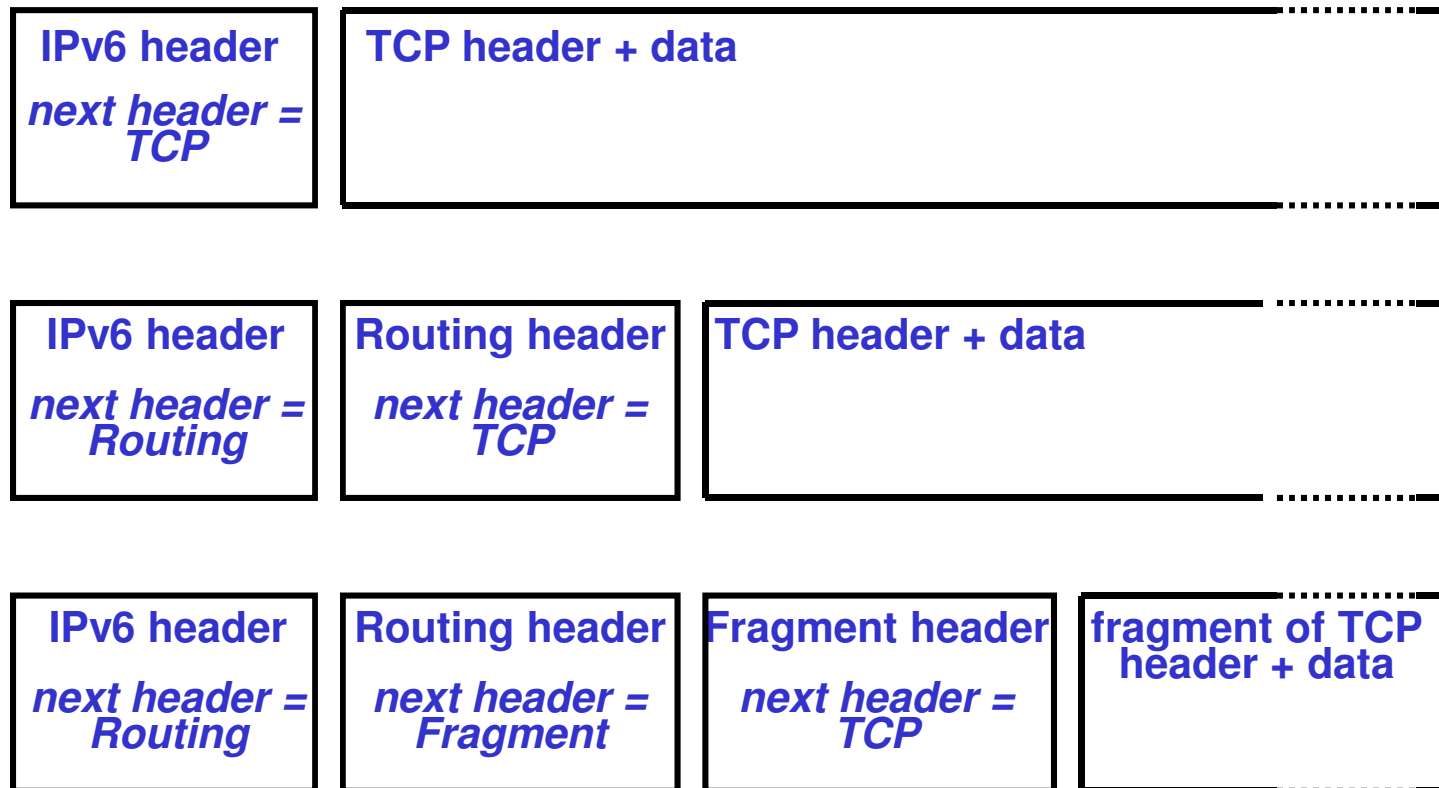 IPv6 header
next header =
TCP
TCP header + data
IPv6 header
next header =
Routing
Routing header
next header =
TCP
TCP header + data
IPv6 header
next header =
Routing
Routing header
next header =
Fragment
Fragment header
next header =
TCP
fragment of TCP
header + data